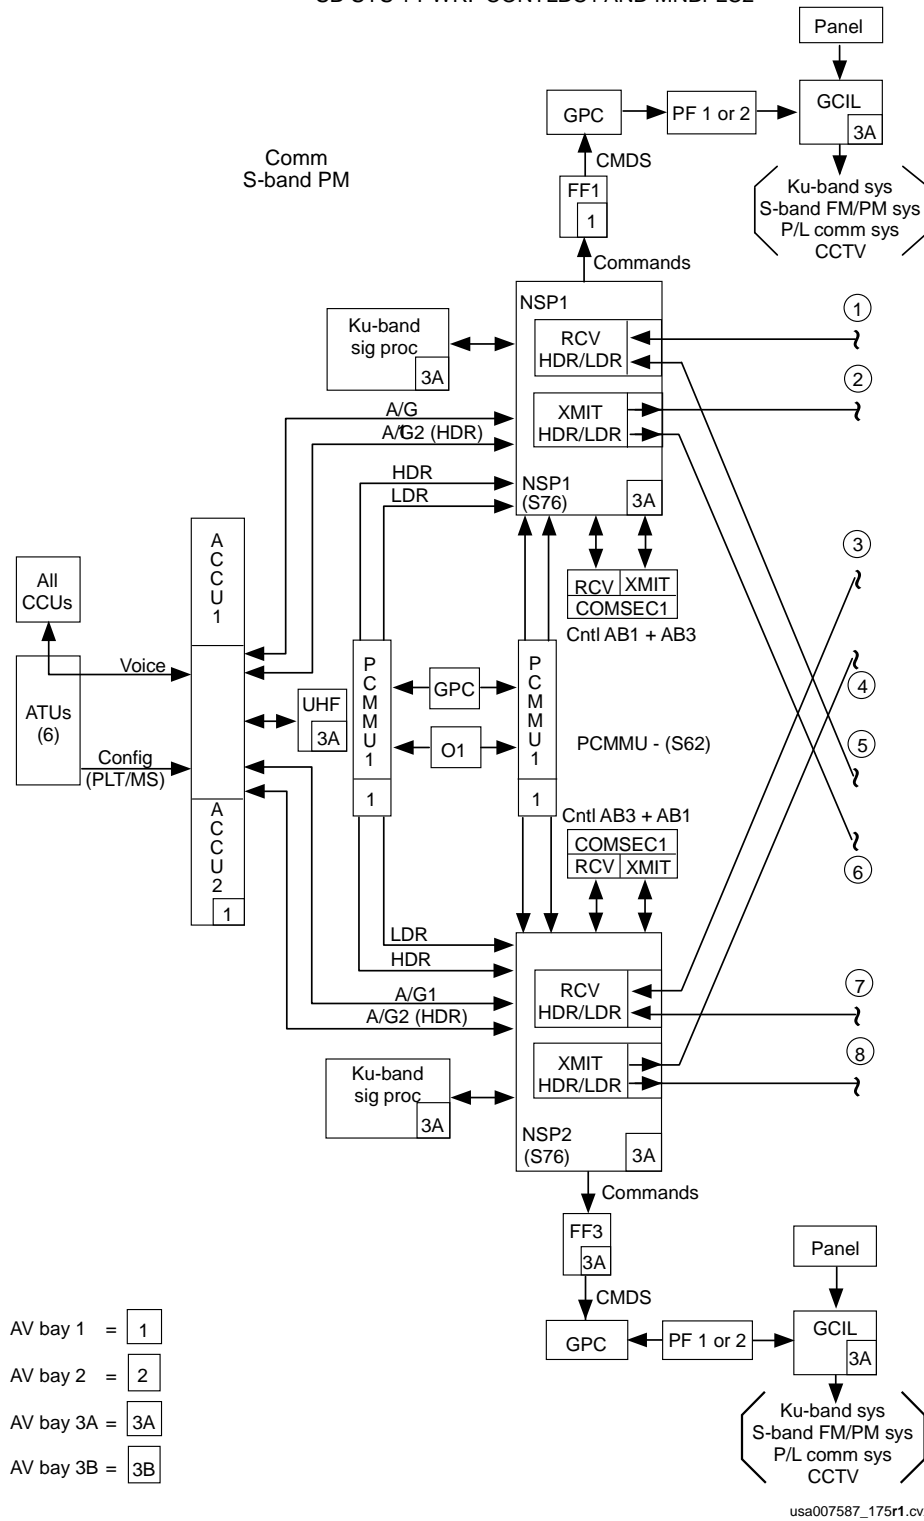 Panel
GCIL
3A
GPC
PF 1 or 2
CMDS
Comm
S-band PM
FF1
1
Ku-band sys
S-band FM/PM sys
P/L comm sys
CCTV
Commands
NSP1
Ku-band
sig proc
3A
RCV
HDR/LDR
1
2
XMIT
HDR/LDR
A/G
A/G2 (HDR)
HDR
LDR
NSP1
(S76)
3A
ACCU1
3
All
CCUs
RCV
XMIT
COMSEC1
Cntl AB1 + AB3
Voice
ATUs
(6)
UHF
3A
PCMMU1
1
GPC
O1
PCMMU1
1
PCMMU - (S62)
4
5
6
Config
(PLT/MS)
ACCU2
1
Cntl AB3 + AB1
COMSEC1
RCV
XMIT
LDR
HDR
A/G1
A/G2 (HDR)
RCV
HDR/LDR
7
8
XMIT
HDR/LDR
Ku-band
sig proc
3A
NSP2
(S76)
3A
Commands
FF3
3A
CMDS
GPC
PF 1 or 2
Panel
GCIL
3A
Ku-band sys
S-band FM/PM sys
P/L comm sys
CCTV
AV bay 1 = 1
AV bay 2 = 2
AV bay 3A = 3A
AV bay 3B = 3B
usa007587_175r1.cv